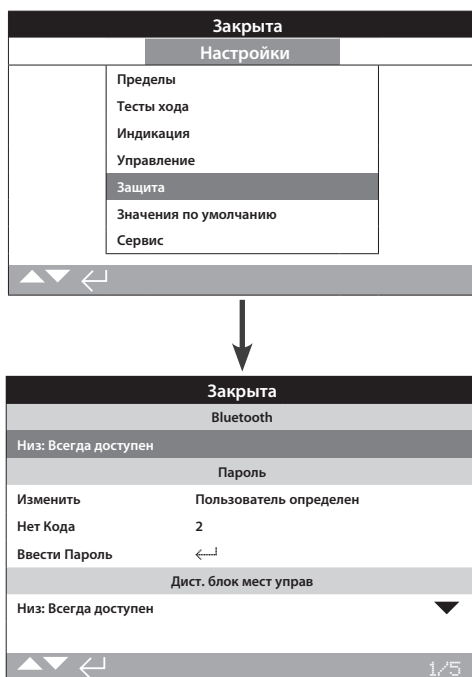 Закрыта
Настройки
Пределы
Тесты хода
Индикация
Управление
Защита
Значения по умолчанию
Сервис
Закрыта
Bluetooth
Низ: Всегда доступен
Пароль
Изменить Пользователь определен
Нет Кода 2
Ввести Пароль
Дист. блок мест управ
Низ: Всегда доступен
1/5